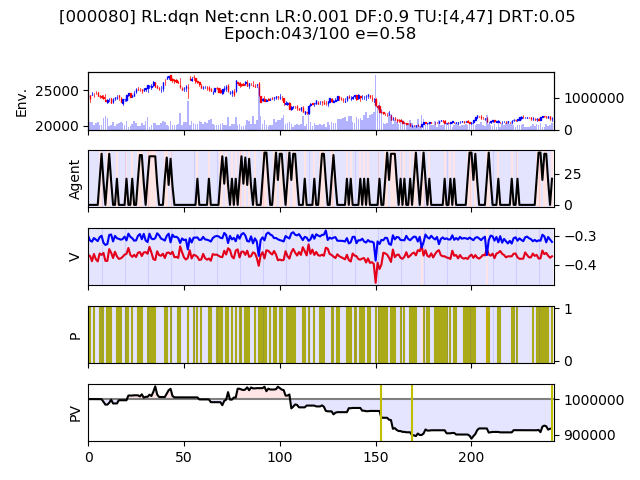 [000080] RL:dqn Net:cnn LR:0.001 DF:0.9 TU:[4,47] DRT:0.05
Epoch:043/100 e=0.58
Env.
25000
20000
1000000
0
Agent
25
0
V
−0.3
−0.4
P
1
0
PV
1000000
900000
0 50 100 150 200